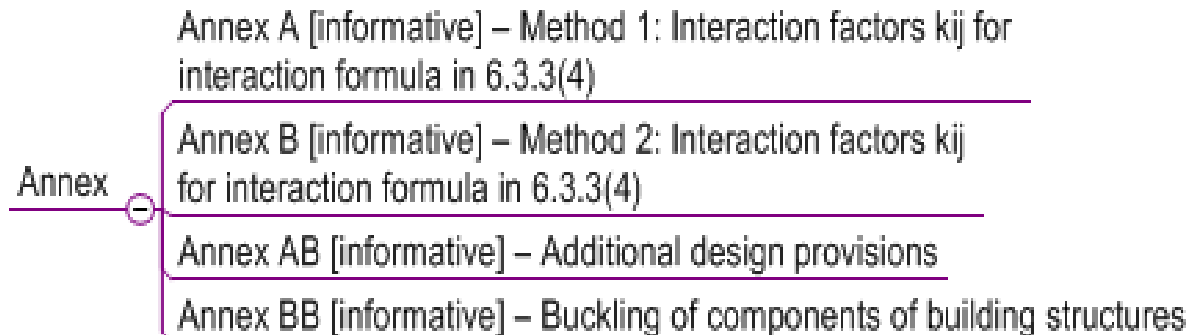 Annex A [informative] – Method 1: Interaction factors kij for
interaction formula in 6.3.3(4)
Annex B [informative] – Method 2: Interaction factors kij
for interaction formula in 6.3.3(4)
Annex
Annex AB [informative] – Additional design provisions
Annex BB [informative] – Buckling of components of building structures